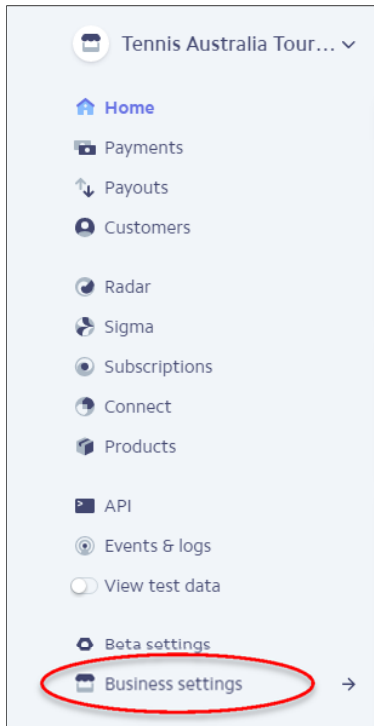 Tennis Australia Tour...
Home
Payments
Payouts
Customers
Radar
Sigma
Subscriptions
Connect
Products
API
Events & logs
View test data
Beta settings
Business settings